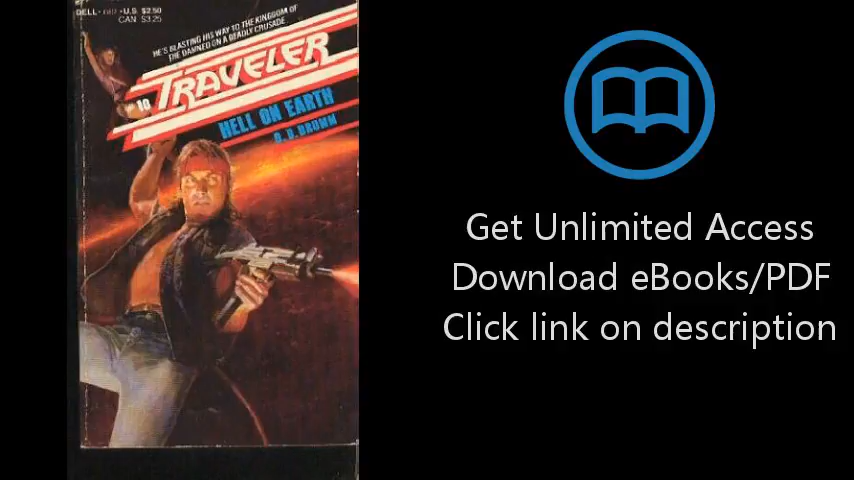 DELL
U.S. $2.50
CAN. $3.25
HE'S BLASTING HIS WAY TO THE KINGDOM OF
THE DAMNED ON A DEADLY CRUSADE.
#10
TRAVELER
HELL ON EARTH
D.B. DRUMM
Get Unlimited Access
Download eBooks/PDF
Click link on description